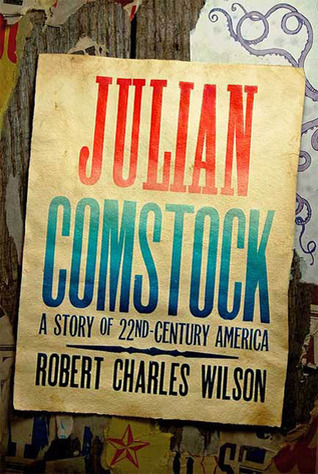 JULIAN
COMSTOCK
A STORY OF 22ND-CENTURY AMERICA
ROBERT CHARLES WILSON